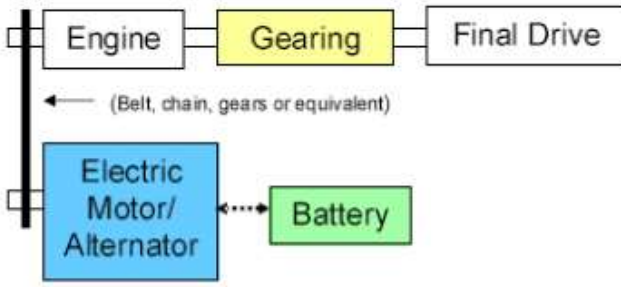 Engine
Gearing
Final Drive
(Belt, chain, gears or equivalent)
Electric
Motor/
Alternator
Battery